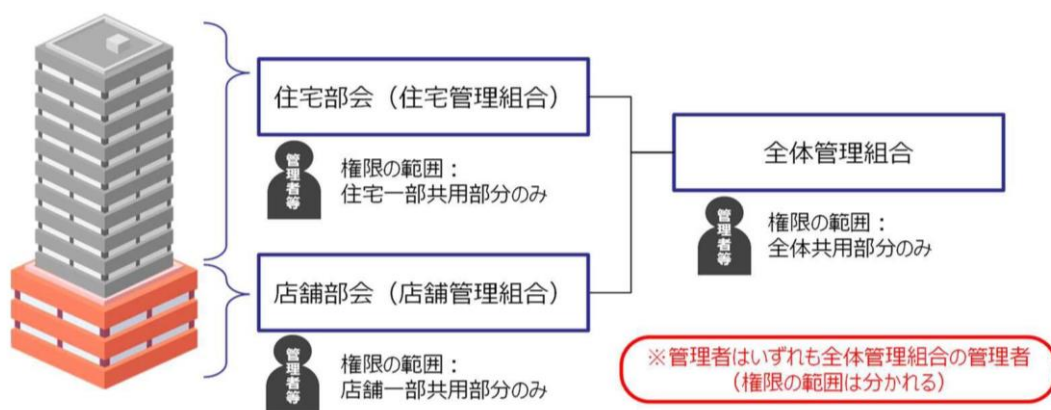 住宅部会（住宅管理組合）
管理者等
権限の範囲：
住宅一部共用部分のみ
店舗部会（店舗管理組合）
管理者等
権限の範囲：
店舗一部共用部分のみ
全体管理組合
管理者等
権限の範囲：
全体共用部分のみ
※管理者はいずれも全体管理組合の管理者
（権限の範囲は分かれる）